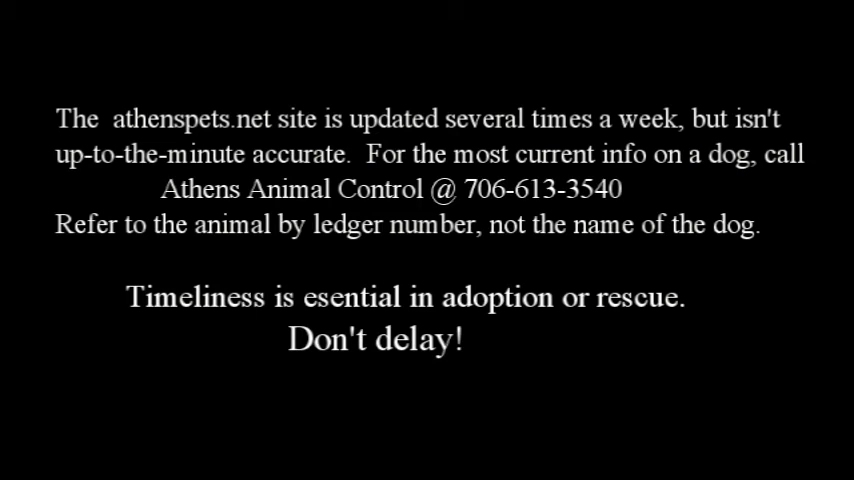 The  athenspets.net site is updated several times a week, but isn't
up-to-the-minute accurate.  For the most current info on a dog, call
Athens Animal Control @ 706-613-3540
Refer to the animal by ledger number, not the name of the dog.
Timeliness is esential in adoption or rescue.
Don't delay!